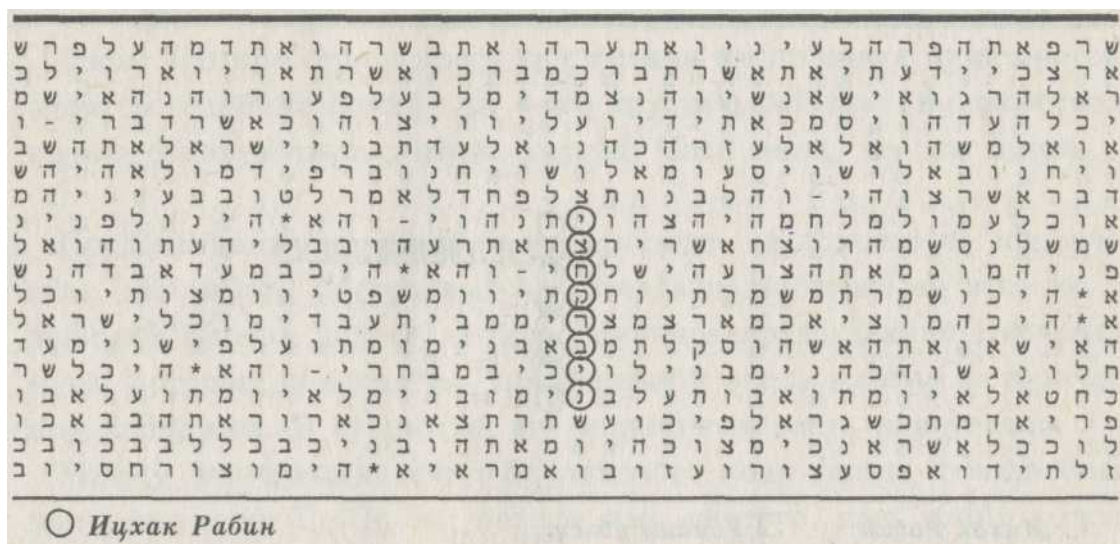 ש ר פ א ת ה פ ר ה ל ע י נ י ו א ת ע ר ה ו א ת ב ש ר ה ו א ת ד מ ה ע ל פ ר ש
א ר צ כ י י ד ע ת י א ת א ש ר ת ב ר כ מ ב ר כ ו א ש ר ת א ר י ו א ר ו י ל כ
ר א ל ה ר ג ו א י ש א נ ש י ו ה נ צ מ ד י מ ל ב ע ל פ ע ו ר ו ה נ ה א י ש מ
י כ ל ה ע ד ה ו י ס מ כ א ת י ד י ו ע ל י ו ו י צ ו ה ו כ א ש ר ד ב ר י - ו
א ו א ל מ ש ה ו א ל א ל ע ז ר ה כ ה נ ו א ל ע ד ת ב נ י י ש ר א ל א ת ה ש ב
ו י ח נ ו ב א ל ו ש ו י ס ע ו מ א ל ו ש ו י ח נ ו ב ר פ י ד מ ו ל א ה י ה ש
ד ב ר א ש ר צ ו ה י - ו ה ל ב נ ו ת צ ל פ ח ד ל א מ ר ל ט ו ב ב ע י נ י ה מ
א ו כ ל ע מ ו ל מ ל ח מ ה י ה צ ה ו י ת נ ה ו י - ו ה א * ה י נ ו ל פ נ י נ
ש מ ש ל נ ס ש מ ה ר צ ח א ש ר י ר צ ח א ת ר ע ה ו ב ב ל י ד ע ת ו ה ו א ל
פ נ י ה מ ו ג מ א ת ה צ ר ע ה י ש ל ח י - ו ה א * ה י כ ב מ ע ד א ב ד ה נ ש
א * ה י כ ו ש מ ר ת מ ש מ ר ת ו ו ח ק ת י ו מ ש פ ט י ו ו מ צ ו ת י ו כ ל
א * ה י כ ה מ ו צ י א כ מ א ר צ מ צ ר י מ מ ב י ת ע ב ד י מ ו כ ל י ש ר א ל
ה א י ש א ו א ת ה א ש ה ו ס ק ל ת מ ב א ב נ י מ ו מ ת ו ע ל פ י ש נ י מ ע ד
ח ל ו נ ג ש ו ה כ ה נ י מ ב נ י ל ו י כ י ב מ ב ח ר י - ו ה א * ה י כ ל ש ר
כ ח ט א ל א י ו מ ת ו א ב ו ת ע ל ב נ י מ ו ב נ י מ ל א י ו מ ת ו ע ל א ב ו
פ ר י א ד מ ת כ ש ג ר א ל פ י כ ו ע ש ת ר ת צ א נ כ א ר ו ר א ת ה ב ב א כ ו
ל כ כ ל א ש ר א נ כ י מ צ ו כ ה י ו מ א ת ה ו ב נ י כ ב כ ל ל ב ב כ ו ב כ
ל ל ת כ ד ו א פ ס ע צ ו ר ו ע ז ו ב ו א מ ר א י א * ה י מ ו צ ו ר ח ס י ו ב
Ицхак Рабин